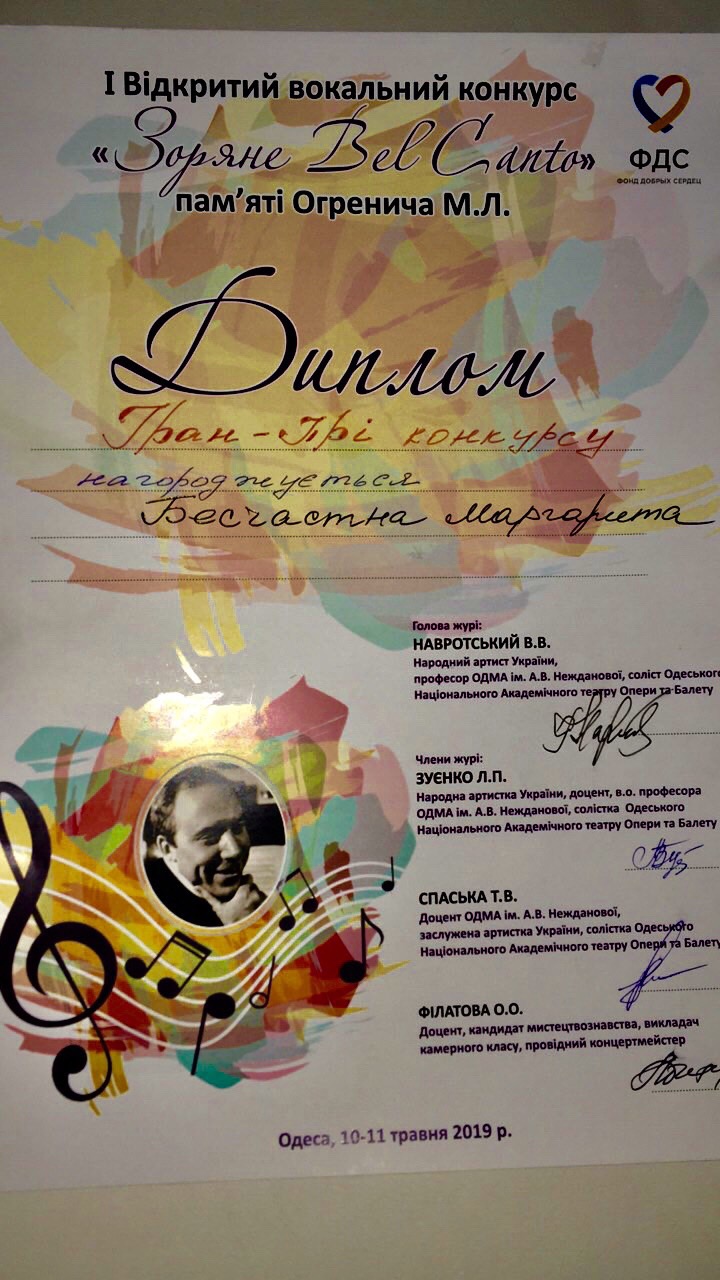 І Відкритий вокальний конкурс
«Зоряне Bel Canto»
пам'яті Огренича М.Л.
ФДС
ФОНД ДОБРЫХ СЕРДЕЦ
Диплом
Гран-Прі конкурсу
нагороджується
Бесчастна Маргарита
Голова журі:
НАВРОТСЬКИЙ В.В.
Народний артист України,
професор ОДМА ім. А.В. Нежданової, соліст Одеського
Національного Академічного театру Опери та Балету
Члени журі:
ЗУЄНКО Л.П.
Народна артистка України, доцент, в.о. професора
ОДМА ім. А.В. Нежданової, солістка Одеського
Національного Академічного театру Опери та Балету
СПАСЬКА Т.В.
Доцент ОДМА ім. А.В. Нежданової,
заслужена артистка України, солістка Одеського
Національного Академічного театру Опери та Балету
ФІЛАТОВА О.О.
Доцент, кандидат мистецтвознавства, викладач
камерного класу, провідний концертмейстер
Одеса, 10-11 травня 2019 р.